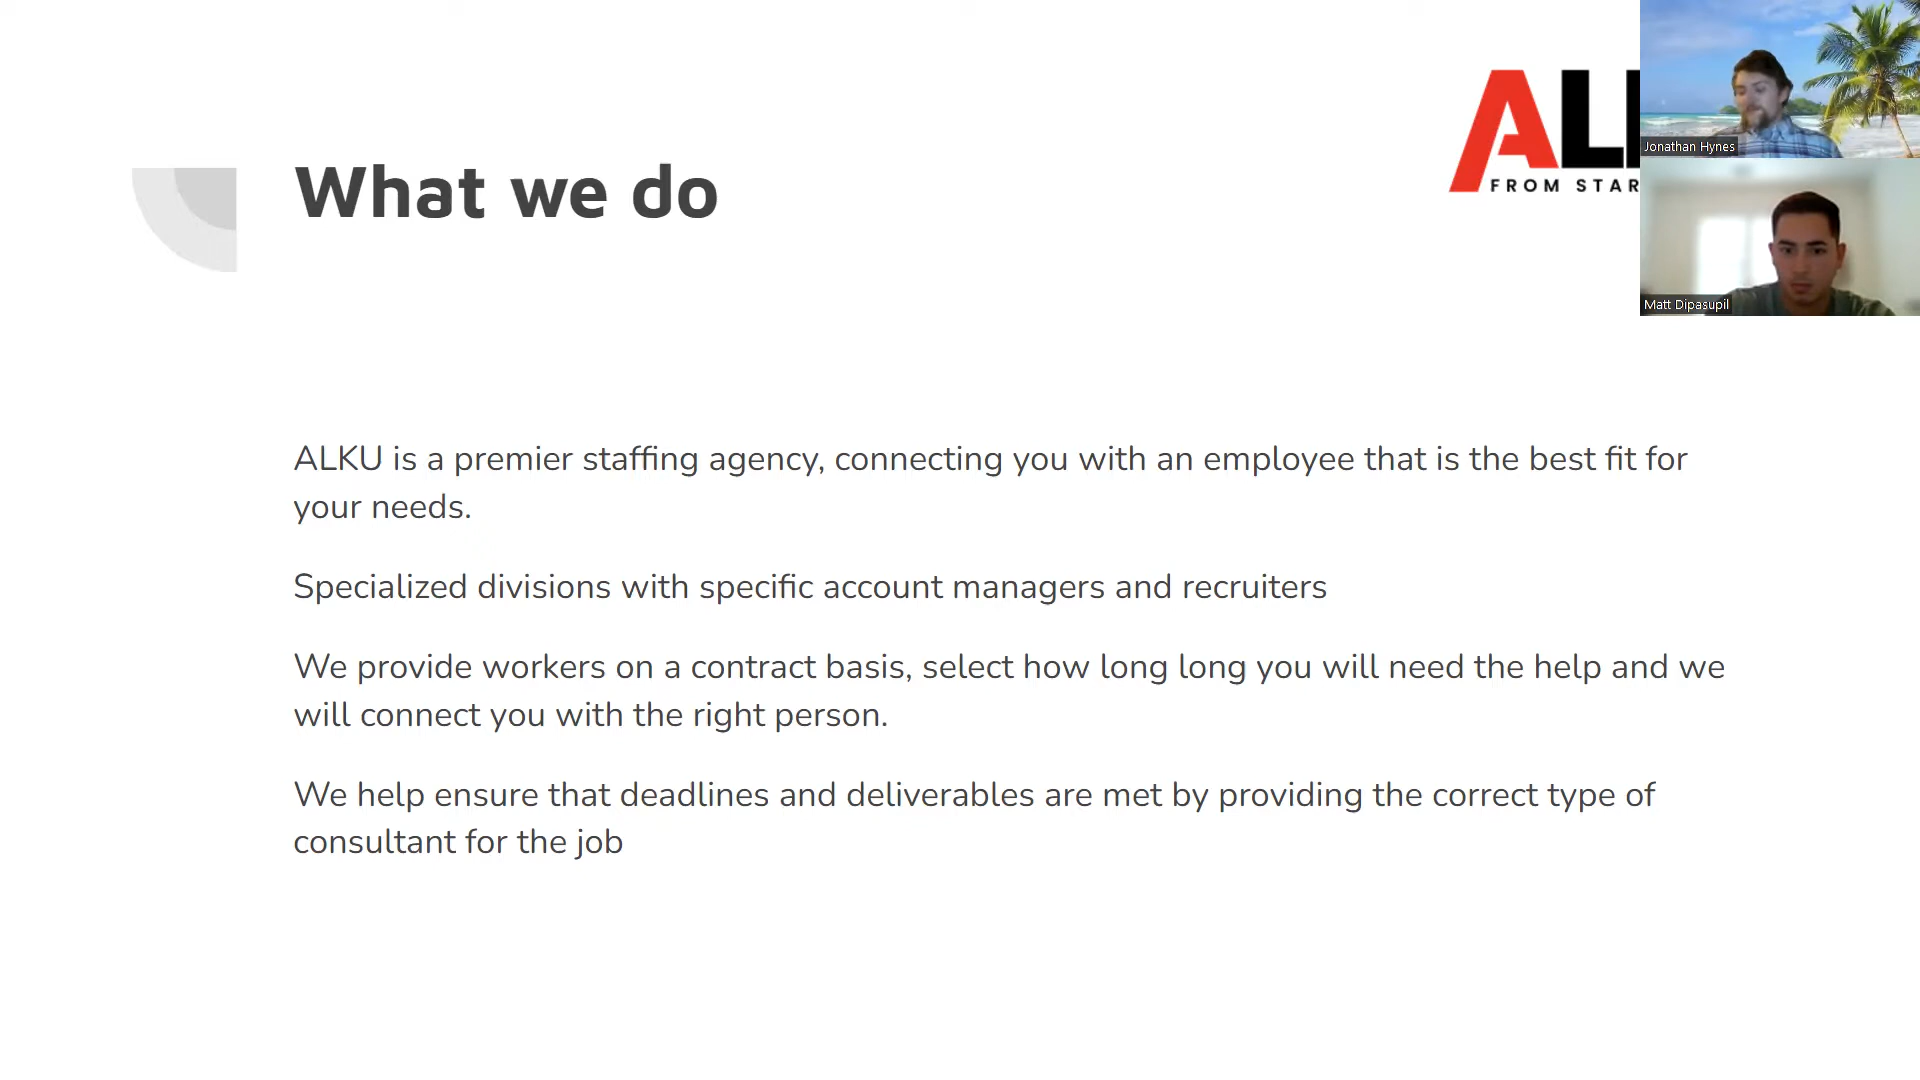 What we do
FROM STAR
Jonathan Hynes
Matt Dipasupil
ALKU is a premier staffing agency, connecting you with an employee that is the best fit for
your needs.
Specialized divisions with specific account managers and recruiters
We provide workers on a contract basis, select how long long you will need the help and we
will connect you with the right person.
We help ensure that deadlines and deliverables are met by providing the correct type of
consultant for the job